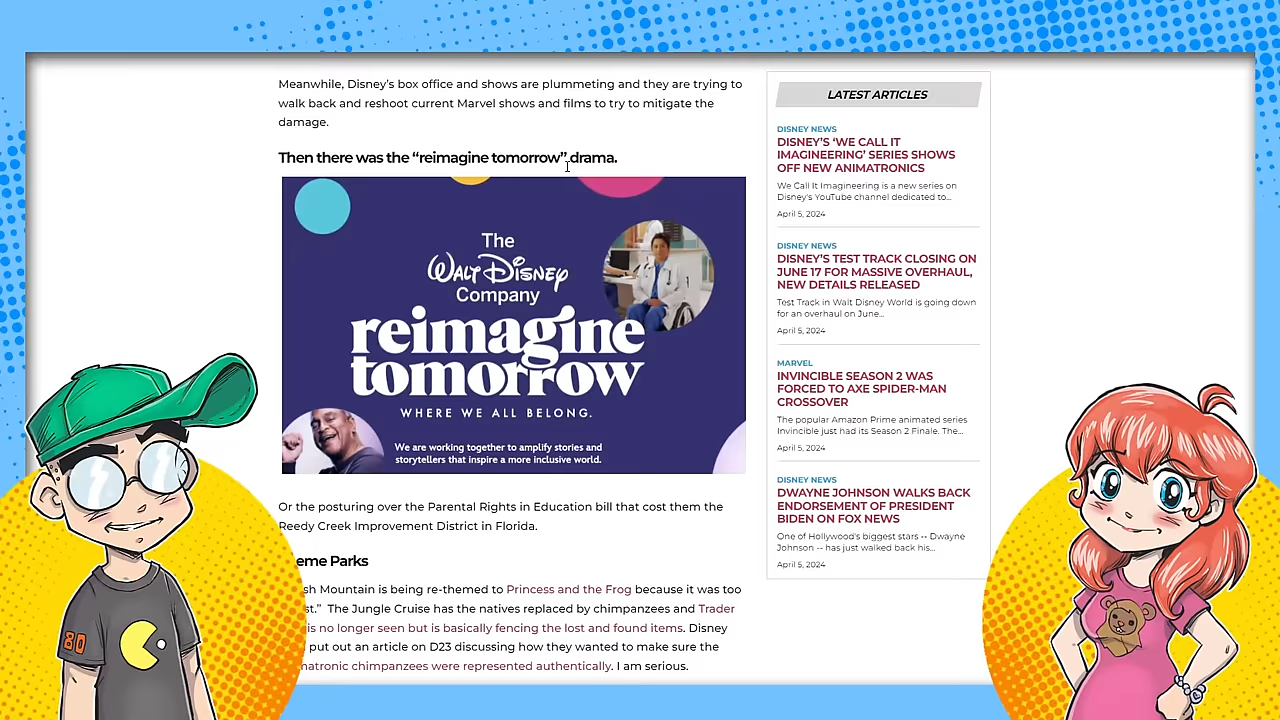 Meanwhile, Disney's box office and shows are plummeting and they are trying to
walk back and reshoot current Marvel shows and films to try to mitigate the
damage.
Then there was the “reimagine tomorrow” drama.
The
WALT DISNEY
Company
reimagine
tomorrow
WHERE WE ALL BELONG.
We are working together to amplify stories and
storytellers that inspire a more inclusive world.
Or the posturing over the Parental Rights in Education bill that cost them the
Reedy Creek Improvement District in Florida.
eme Parks
sh Mountain is being re-themed to Princess and the Frog because it was too
st.” The Jungle Cruise has the natives replaced by chimpanzees and Trader
is no longer seen but is basically fencing the lost and found items. Disney
put out an article on D23 discussing how they wanted to make sure the
matronic chimpanzees were represented authentically. I am serious.
LATEST ARTICLES
DISNEY NEWS
DISNEY'S ‘WE CALL IT
IMAGINEERING’ SERIES SHOWS
OFF NEW ANIMATRONICS
We Call It Imagineering is a new series on
Disney's YouTube channel dedicated to...
April 5, 2024
DISNEY NEWS
DISNEY'S TEST TRACK CLOSING ON
JUNE 17 FOR MASSIVE OVERHAUL,
NEW DETAILS RELEASED
Test Track in Walt Disney World is going down
for an overhaul on June...
April 5, 2024
MARVEL
INVINCIBLE SEASON 2 WAS
FORCED TO AXE SPIDER-MAN
CROSSOVER
The popular Amazon Prime animated series
Invincible just had its Season 2 Finale. The...
April 5, 2024
DISNEY NEWS
DWAYNE JOHNSON WALKS BACK
ENDORSEMENT OF PRESIDENT
BIDEN ON FOX NEWS
One of Hollywood's biggest stars -- Dwayne
Johnson -- has just walked back his...
April 5, 2024
80